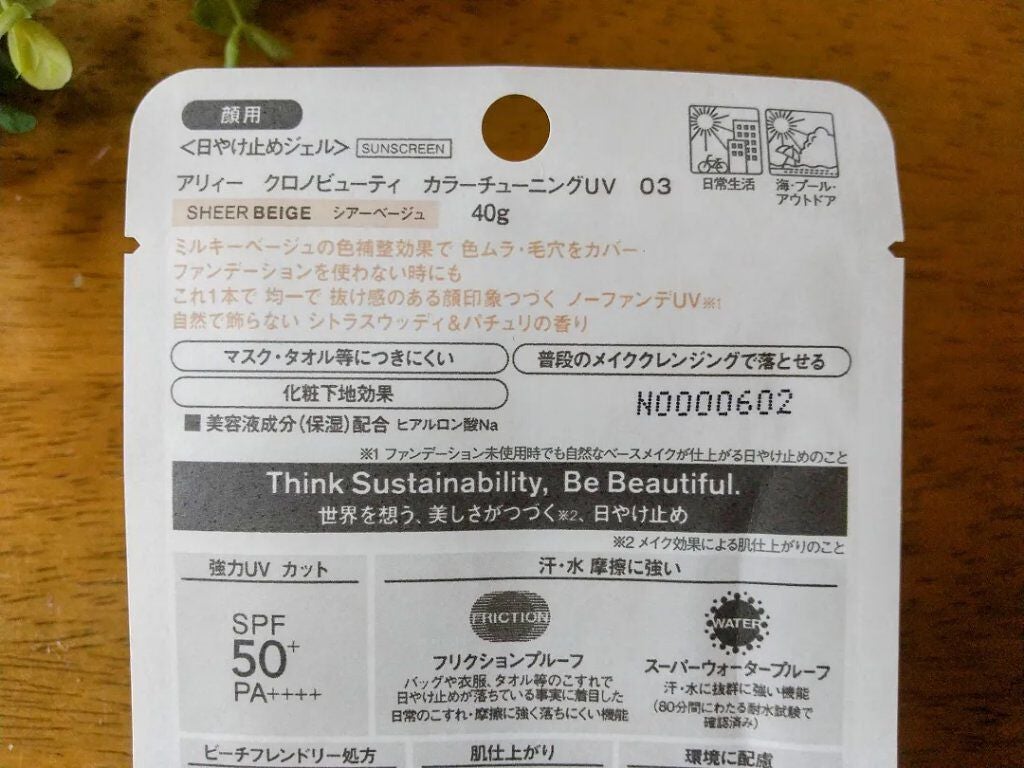 顔用
<日やけ止めジェル> SUNSCREEN
アリィー クロノビューティ カラーチューニングUV 03
SHEER BEIGE シアーベージュ 40g
日常生活
海・プール・
アウトドア
ミルキーベージュの色補整効果で 色ムラ・毛穴をカバー
ファンデーションを使わない時にも
これ1本で 均一で 抜け感のある顔印象つづく ノーファンデUV※1
自然で飾らない シトラスウッディ&パチュリの香り
マスク・タオル等につきにくい
普段のメイククレンジングで落とせる
化粧下地効果
N0000602
■美容液成分(保湿)配合 ヒアルロン酸Na
※1 ファンデーション未使用時でも自然なベースメイクが仕上がる日やけ止めのこと
Think Sustainability, Be Beautiful.
世界を想う、美しさがつづく※2、日やけ止め
※2 メイク効果による肌仕上がりのこと
強力UV カット
SPF
50+
PA++++
汗・水 摩擦に強い
FRICTION
フリクションプルーフ
バッグや衣服、タオル等のこすれで
日やけ止めが落ちている事実に着目した
日常のこすれ・摩擦に強く落ちにくい機能
WATER
スーパーウォータープルーフ
汗・水に抜群に強い機能
(80分間にわたる耐水試験で
確認済み)
ビーチフレンドリー処方
肌仕上がり
環境に配慮